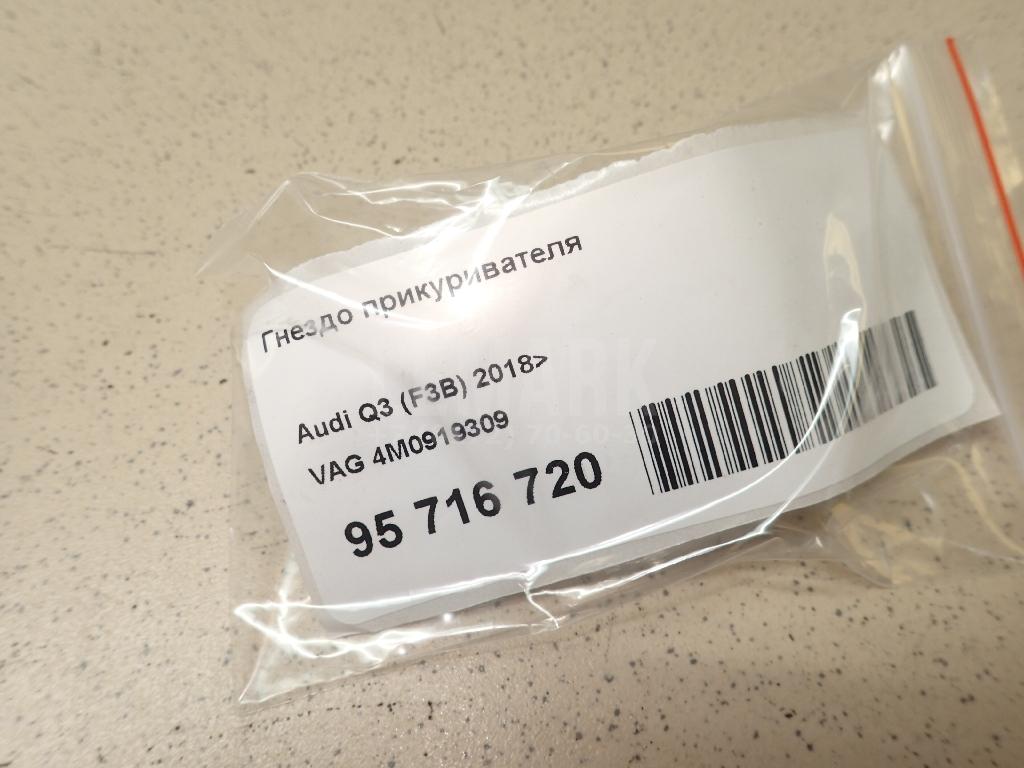 Гнездо прикуривателя
Audi Q3 (F3B) 2018>
VAG 4M0919309
95 716 720